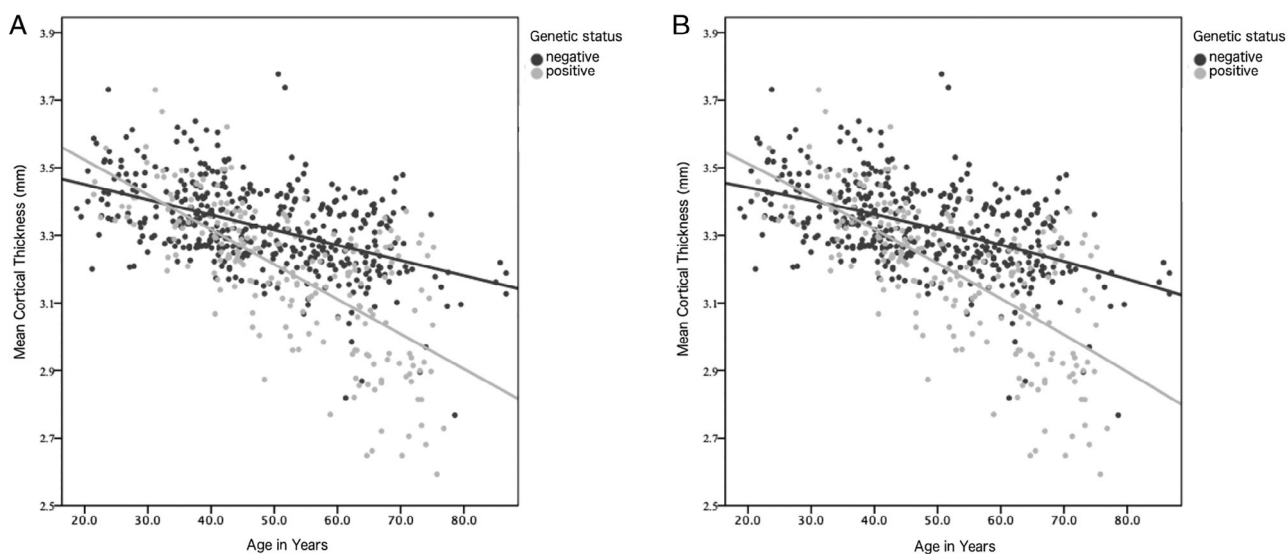 A
Genetic status
negative
positive
3.9
3.7
3.5
3.3
3.1
2.9
2.7
2.5
Mean Cortical Thickness (mm)
20.0 30.0 40.0 50.0 60.0 70.0 80.0
Age in Years
B
Genetic status
negative
positive
3.9
3.7
3.5
3.3
3.1
2.9
2.7
2.5
Mean Cortical Thickness (mm)
20.0 30.0 40.0 50.0 60.0 70.0 80.0
Age in Years